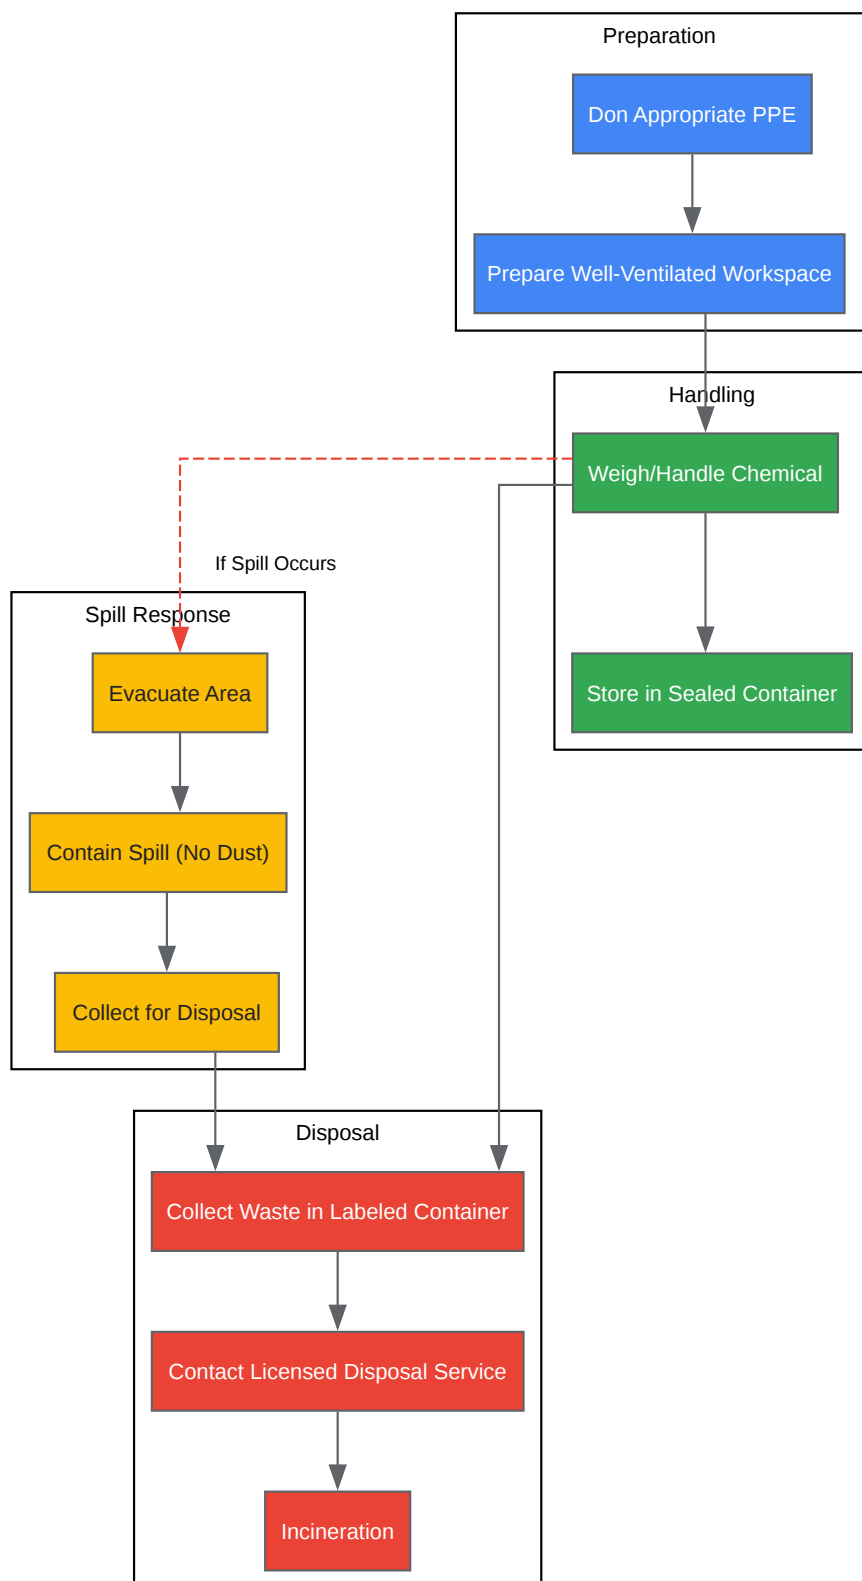 Preparation
Don Appropriate PPE
Prepare Well-Ventilated Workspace
Handling
Weigh/Handle Chemical
If Spill Occurs
Spill Response
Evacuate Area
Store in Sealed Container
Contain Spill (No Dust)
Collect for Disposal
Disposal
Collect Waste in Labeled Container
Contact Licensed Disposal Service
Incineration